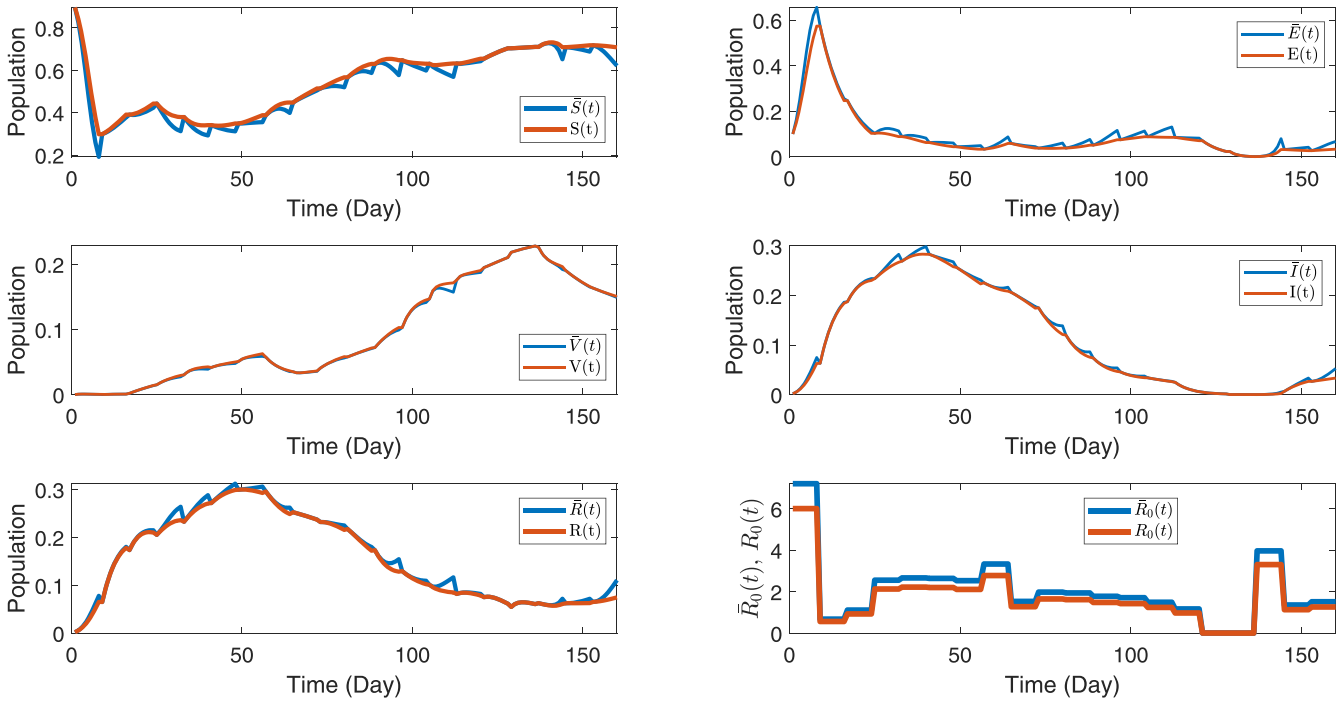 0.8
0.6
0.4
0.2
Population
S̄(t)
S(t)
0 50 100 150
Time (Day)
0.6
0.4
0.2
0
Population
Ē(t)
E(t)
0 50 100 150
Time (Day)
0.2
0.1
0
Population
V̄(t)
V(t)
0 50 100 150
Time (Day)
0.3
0.2
0.1
0
Population
Ī(t)
I(t)
0 50 100 150
Time (Day)
0.3
0.2
0.1
0
Population
R̄(t)
R(t)
0 50 100 150
Time (Day)
6
4
2
0
R̄₀(t), R₀(t)
R̄₀(t)
R₀(t)
0 50 100 150
Time (Day)